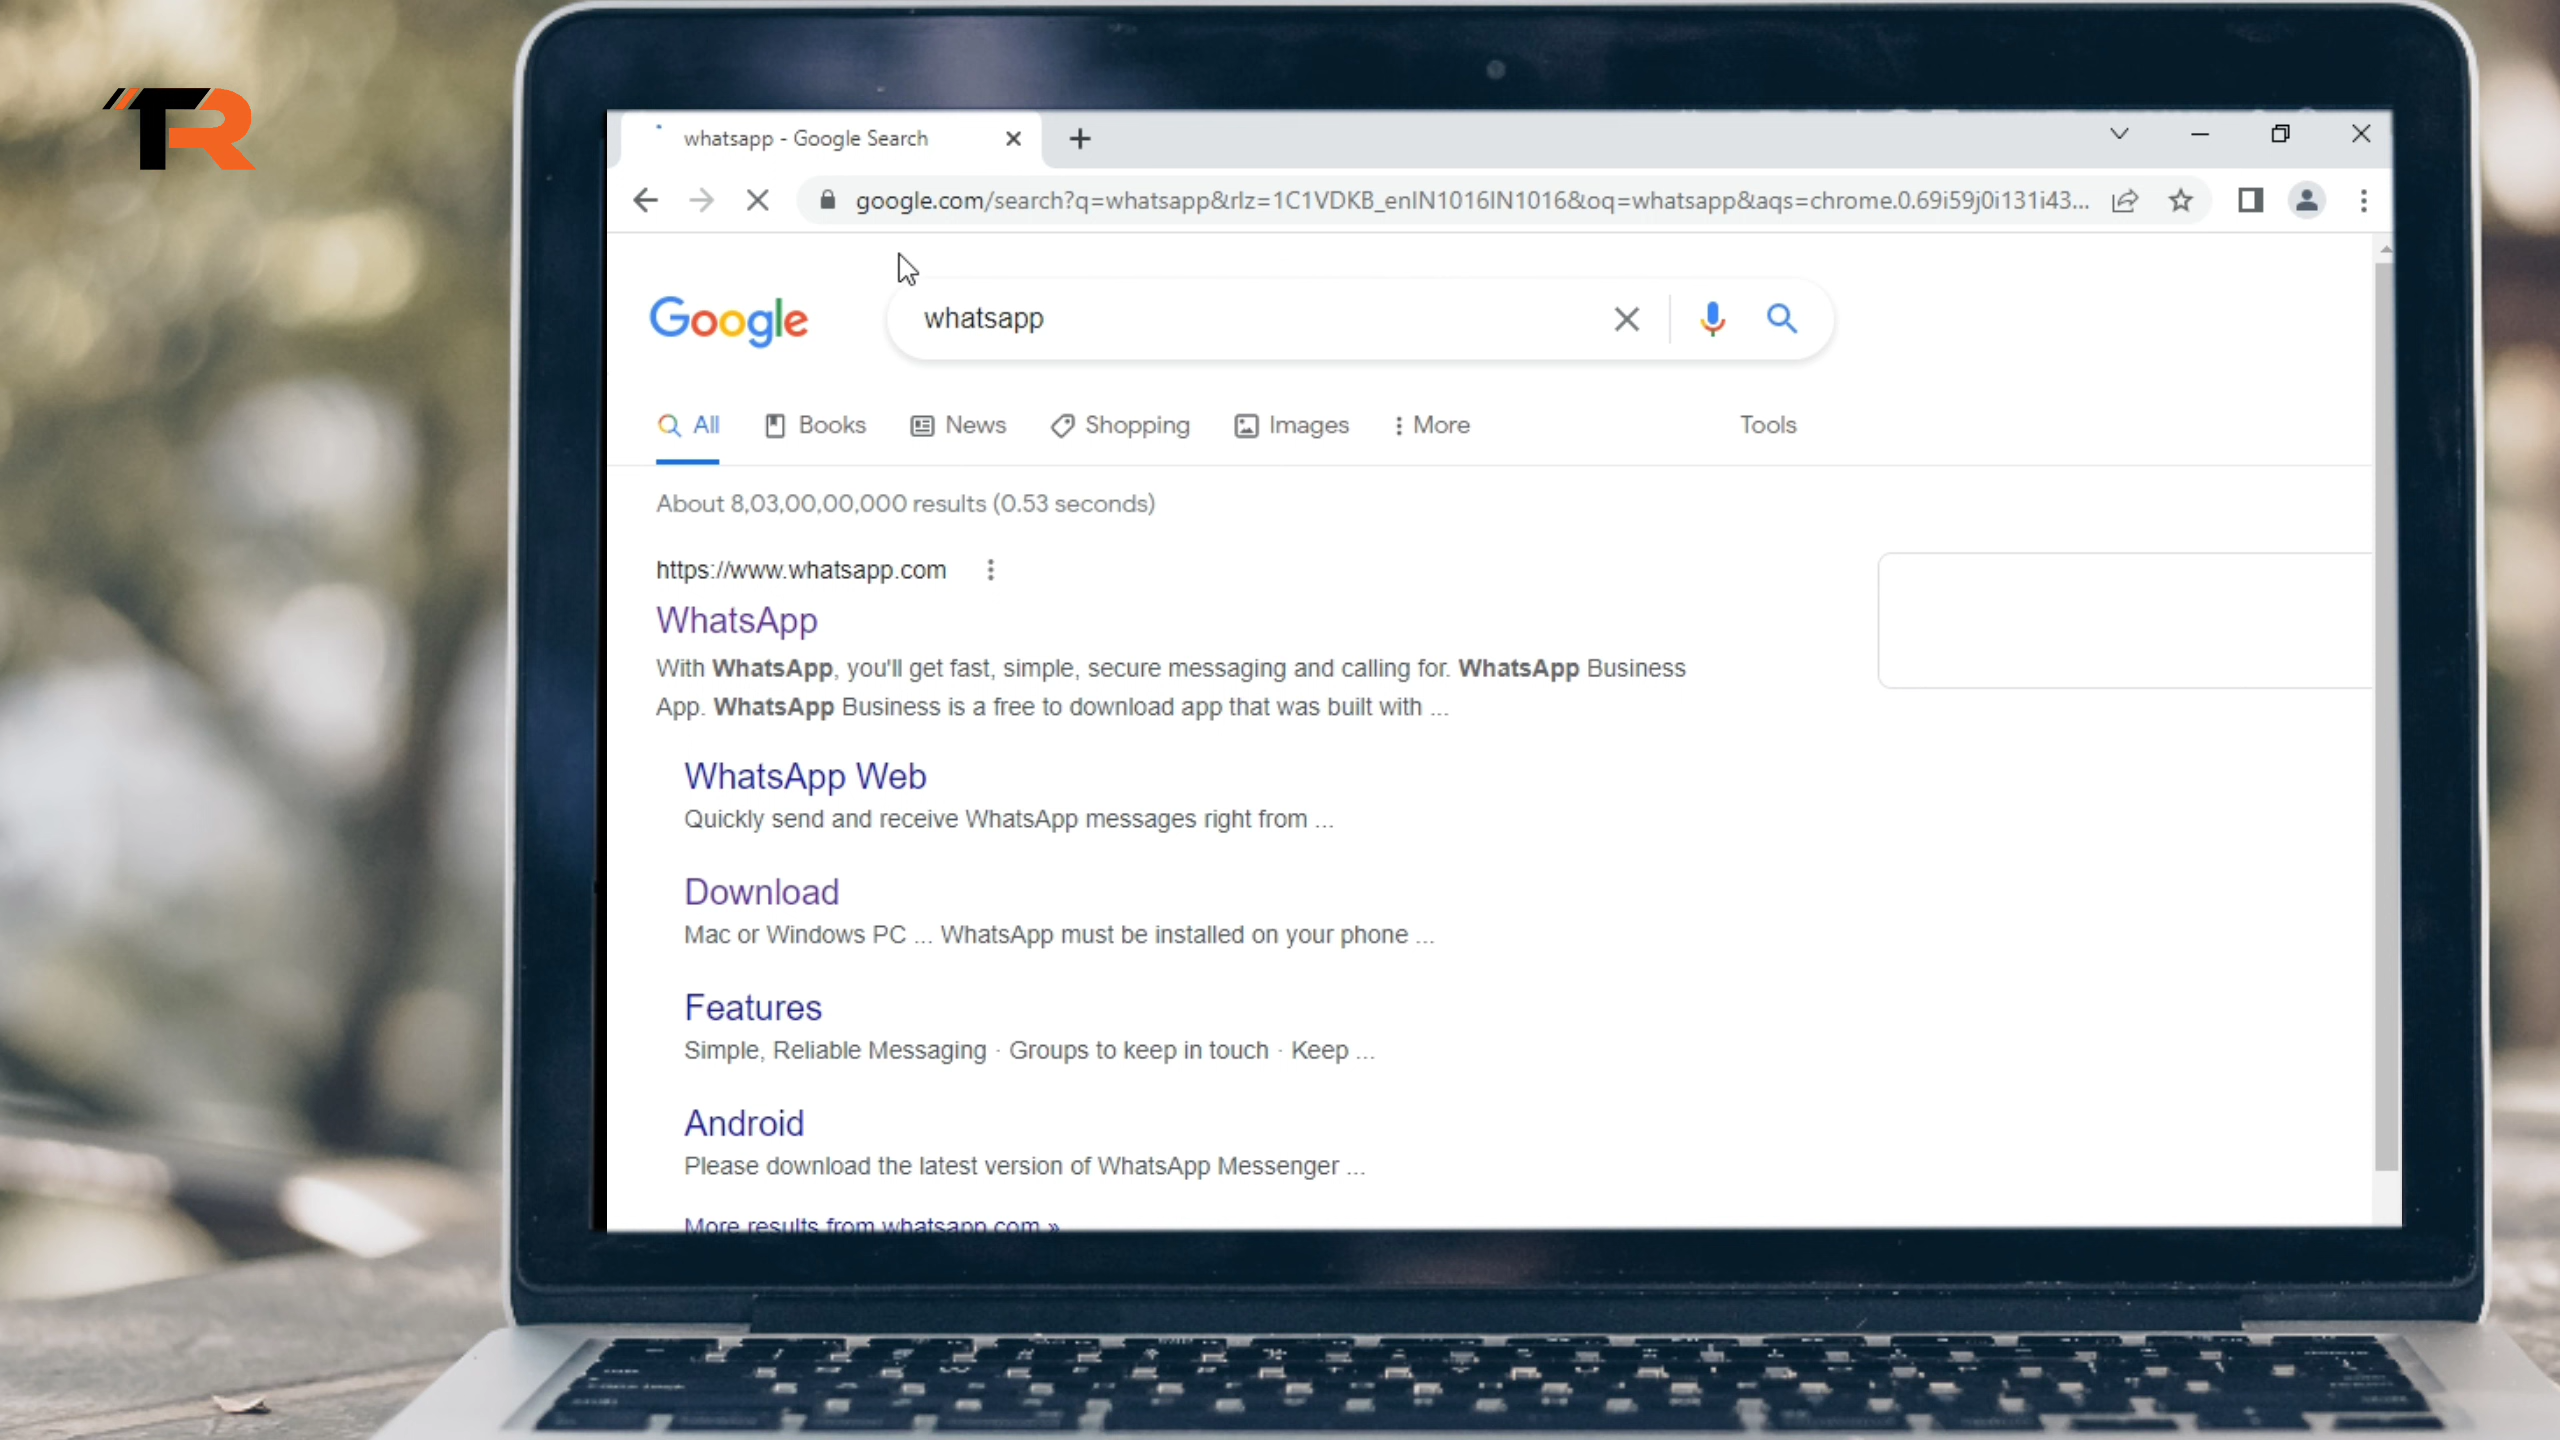 TR
whatsapp - Google Search
google.com/search?q=whatsapp&rlz=1C1VDKB_enIN1016IN1016&oq=whatsapp&aqs=chrome.0.69i59j0i131i43...
Google
whatsapp
All Books News Shopping Images More Tools
About 8,03,00,00,000 results (0.53 seconds)
https://www.whatsapp.com
WhatsApp
With WhatsApp, you'll get fast, simple, secure messaging and calling for. WhatsApp Business
App. WhatsApp Business is a free to download app that was built with ...
WhatsApp Web
Quickly send and receive WhatsApp messages right from ...
Download
Mac or Windows PC ... WhatsApp must be installed on your phone ...
Features
Simple, Reliable Messaging · Groups to keep in touch · Keep ...
Android
Please download the latest version of WhatsApp Messenger ...
More results from whatsapp.com »